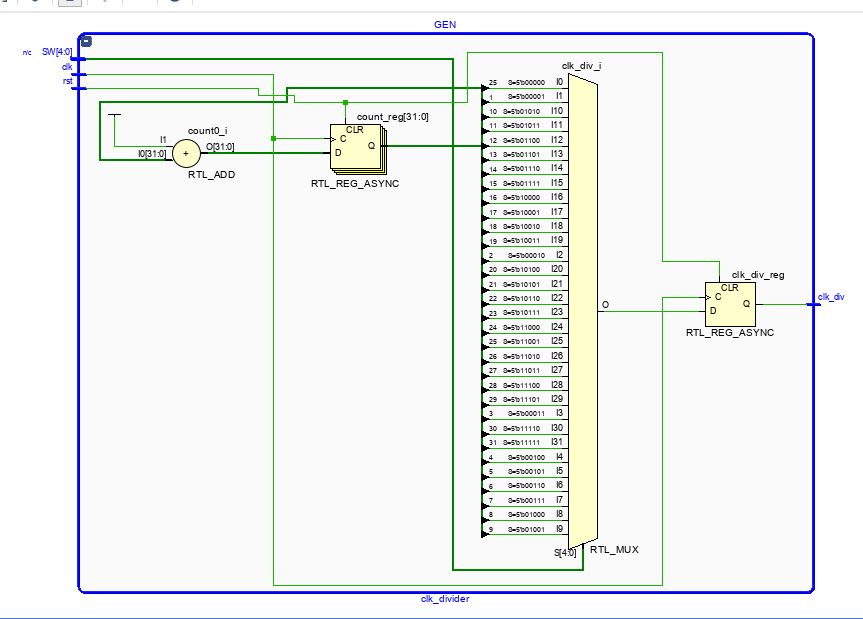 GEN
n/c SW[4:0]
clk
rst
count0_i
I1
I0[31:0]
+
O[31:0]
RTL_ADD
count_reg[31:0]
CLR
C
D
Q
RTL_REG_ASYNC
clk_div_i
25 S=5'b00000 I0
1 S=5'b00001 I1
10 S=5'b01010 I10
11 S=5'b01011 I11
12 S=5'b01100 I12
13 S=5'b01101 I13
14 S=5'b01110 I14
15 S=5'b01111 I15
16 S=5'b10000 I16
17 S=5'b10001 I17
18 S=5'b10010 I18
19 S=5'b10011 I19
2 S=5'b00010 I2
20 S=5'b10100 I20
21 S=5'b10101 I21
22 S=5'b10110 I22
23 S=5'b10111 I23
24 S=5'b11000 I24
25 S=5'b11001 I25
26 S=5'b11010 I26
27 S=5'b11011 I27
28 S=5'b11100 I28
29 S=5'b11101 I29
3 S=5'b00011 I3
30 S=5'b11110 I30
31 S=5'b11111 I31
4 S=5'b00100 I4
5 S=5'b00101 I5
6 S=5'b00110 I6
7 S=5'b00111 I7
8 S=5'b01000 I8
9 S=5'b01001 I9
S[4:0]
RTL_MUX
O
clk_div_reg
CLR
C
D
Q
RTL_REG_ASYNC
clk_div
clk_divider